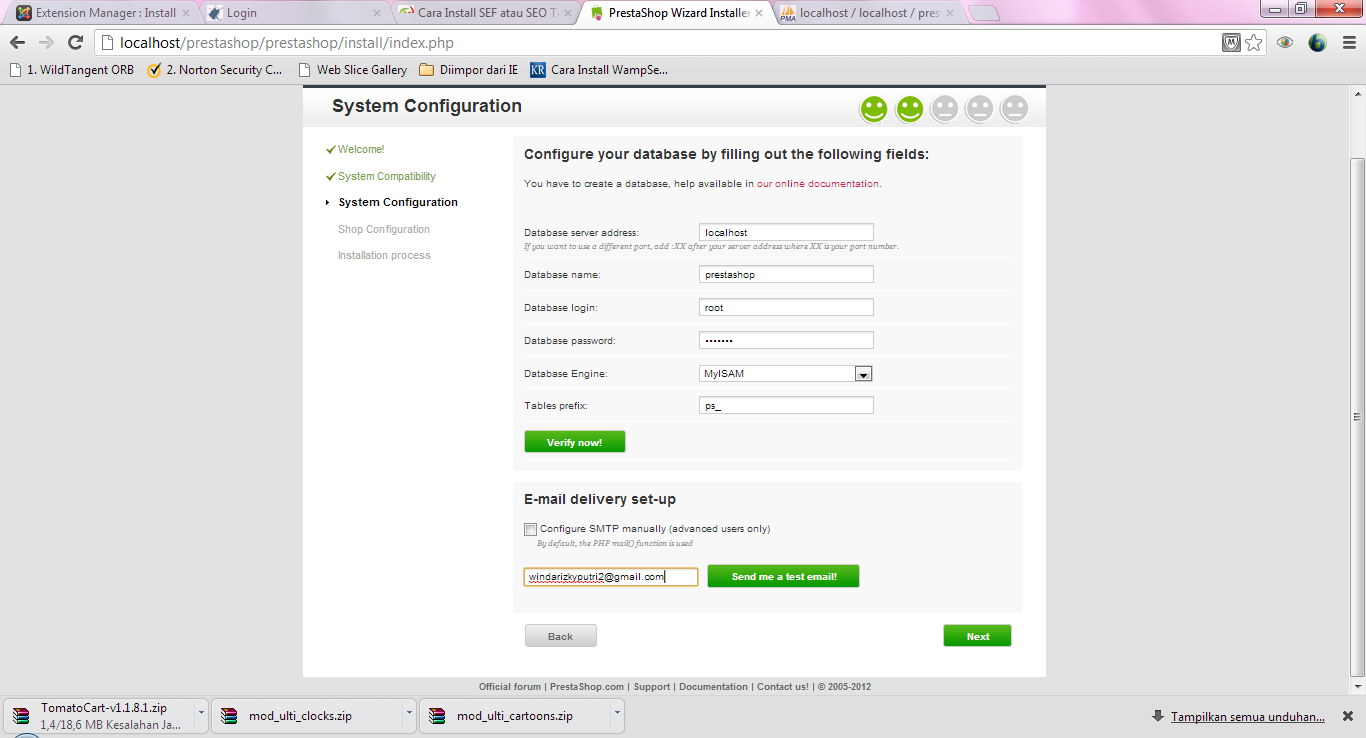 Extension Manager : Install
Login
Cara Install SEF atau SEO T
PrestaShop Wizard Installer
PMA
localhost / localhost / pres
localhost/prestashop/prestashop/install/index.php
1. WildTangent ORB
2. Norton Security C...
Web Slice Gallery
Diimpor dari IE
KR
Cara Install WampSe...
System Configuration
Welcome!
System Compatibility
System Configuration
Shop Configuration
Installation process
Configure your database by filling out the following fields:
You have to create a database, help available in our online documentation.
Database server address:
localhost
If you want to use a different port, add :XX after your server address where XX is your port number.
Database name:
prestashop
Database login:
root
Database password:
•••••••
Database Engine:
MyISAM
Tables prefix:
ps_
Verify now!
E-mail delivery set-up
Configure SMTP manually (advanced users only)
By default, the PHP mail() function is used
windarizkyputri2@gmail.com
Send me a test email!
Back
Next
Official forum | PrestaShop.com | Support | Documentation | Contact us! | © 2005-2012
TomatoCart-v1.1.8.1.zip
1,4/18,6 MB Kesalahan Ja...
mod_ulti_clocks.zip
mod_ulti_cartoons.zip
Tampilkan semua unduhan...